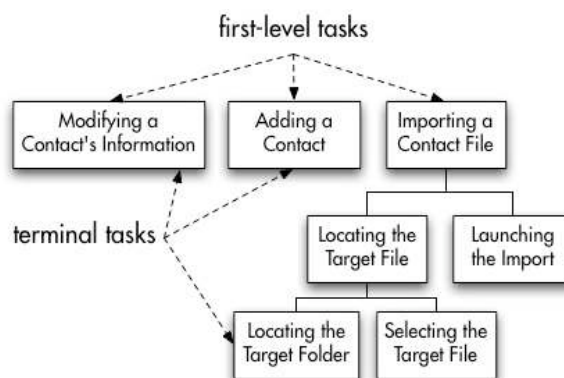 first-level tasks
Modifying a
Contact's Information
Adding a
Contact
Importing a
Contact File
terminal tasks
Locating the
Target File
Launching
the Import
Locating the
Target Folder
Selecting the
Target File